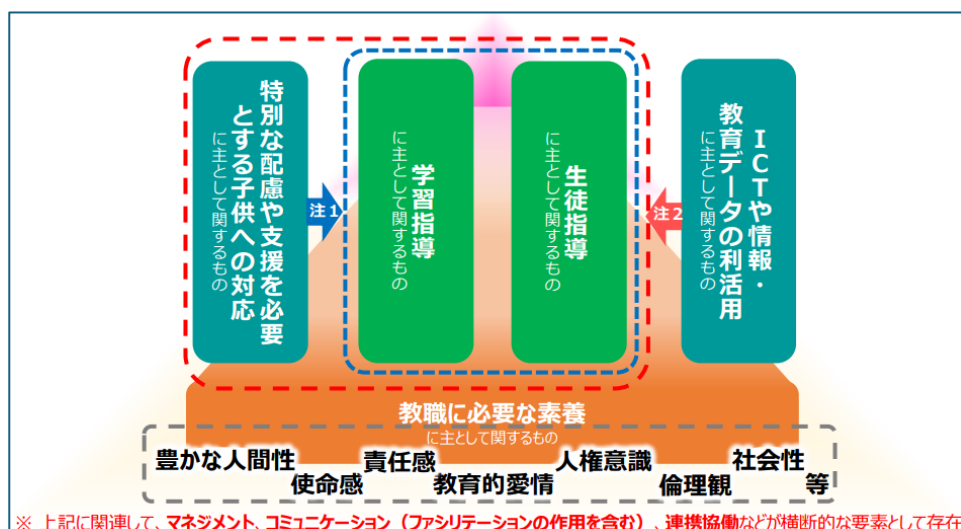 特別な配慮や支援を必要
とする子供への対応
に主として関するもの
注1
学習指導
に主として関するもの
生徒指導
に主として関するもの
注2
ICTや情報・
教育データの利活用
に主として関するもの
教職に必要な素養
に主として関するもの
豊かな人間性
使命感
責任感
教育的愛情
人権意識
倫理観
社会性
等
※ 上記に関連して、マネジメント、コミュニケーション（ファシリテーションの作用を含む）、連携協働などが横断的な要素として存在